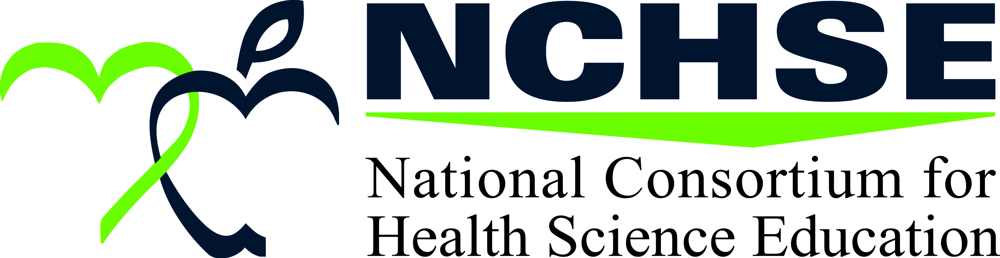 NCHSE
National Consortium for
Health Science Education